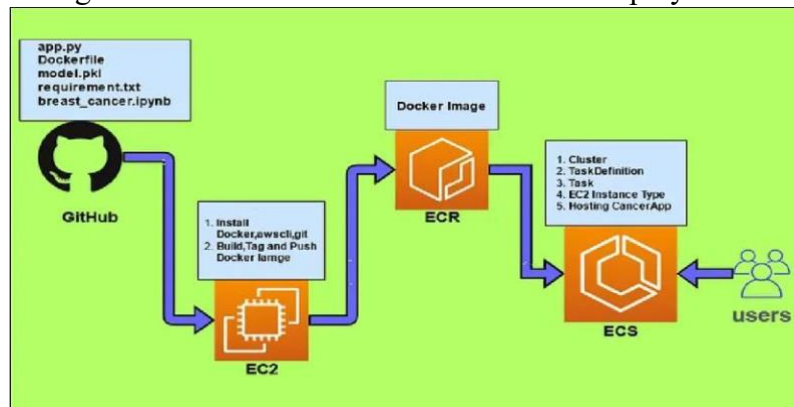 app.py
Dockerfile
model.pkl
requirement.txt
breast_cancer.ipynb
GitHub
1. Install
Docker,awscli,git
2. Build,Tag and Push
Docker Iamge
EC2
Docker Image
ECR
1. Cluster
2. TaskDefinition
3. Task
4. EC2 Instance Type
5. Hosting CancerApp
ECS
users